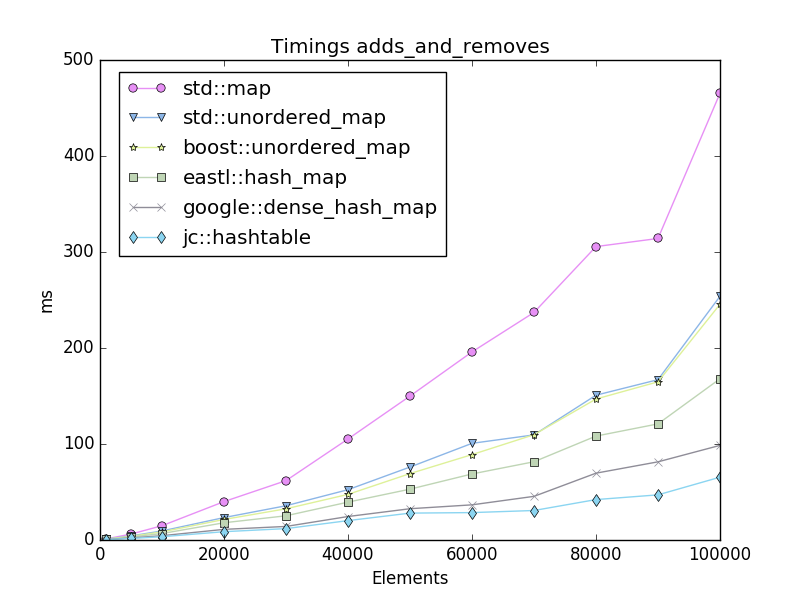 Timings adds_and_removes
500
400
300
200
100
0
ms
std::map
std::unordered_map
boost::unordered_map
eastl::hash_map
google::dense_hash_map
jc::hashtable
0 20000 40000 60000 80000 100000
Elements